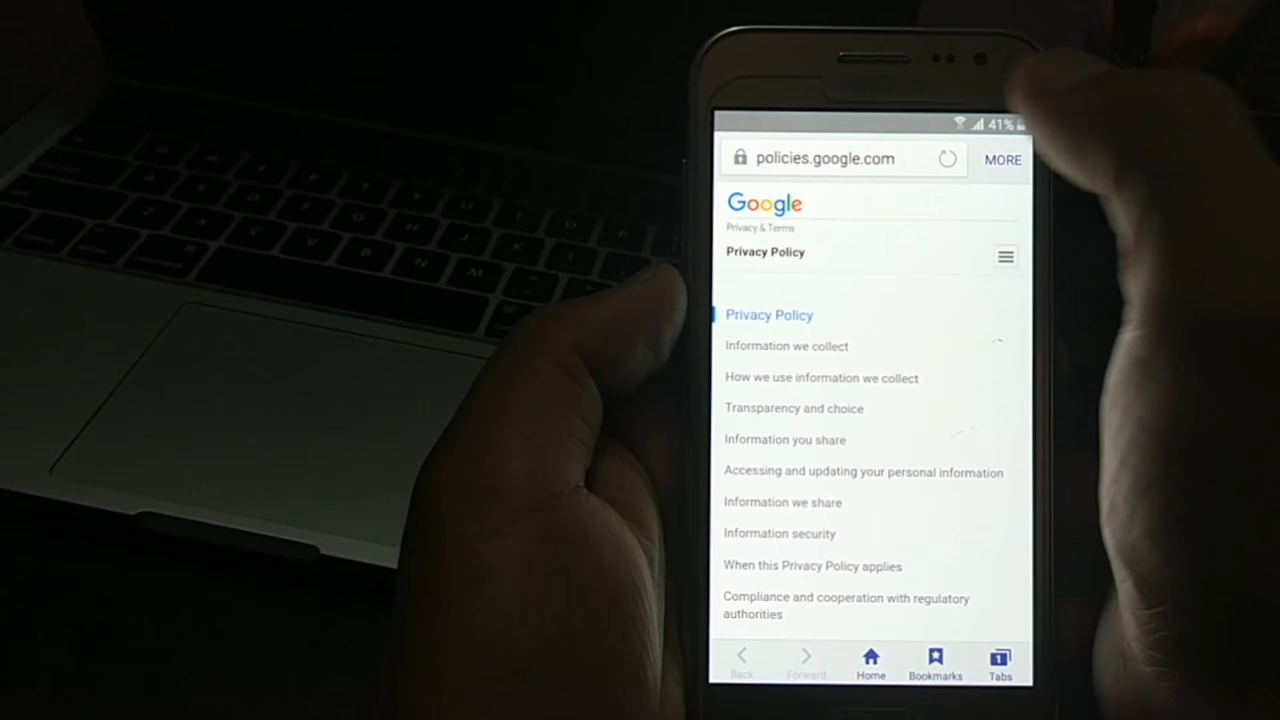 41%
policies.google.com
MORE
Google
Privacy & Terms
Privacy Policy
Privacy Policy
Information we collect
How we use information we collect
Transparency and choice
Information you share
Accessing and updating your personal information
Information we share
Information security
When this Privacy Policy applies
Compliance and cooperation with regulatory
authorities
1
Back Forward Home Bookmarks Tabs